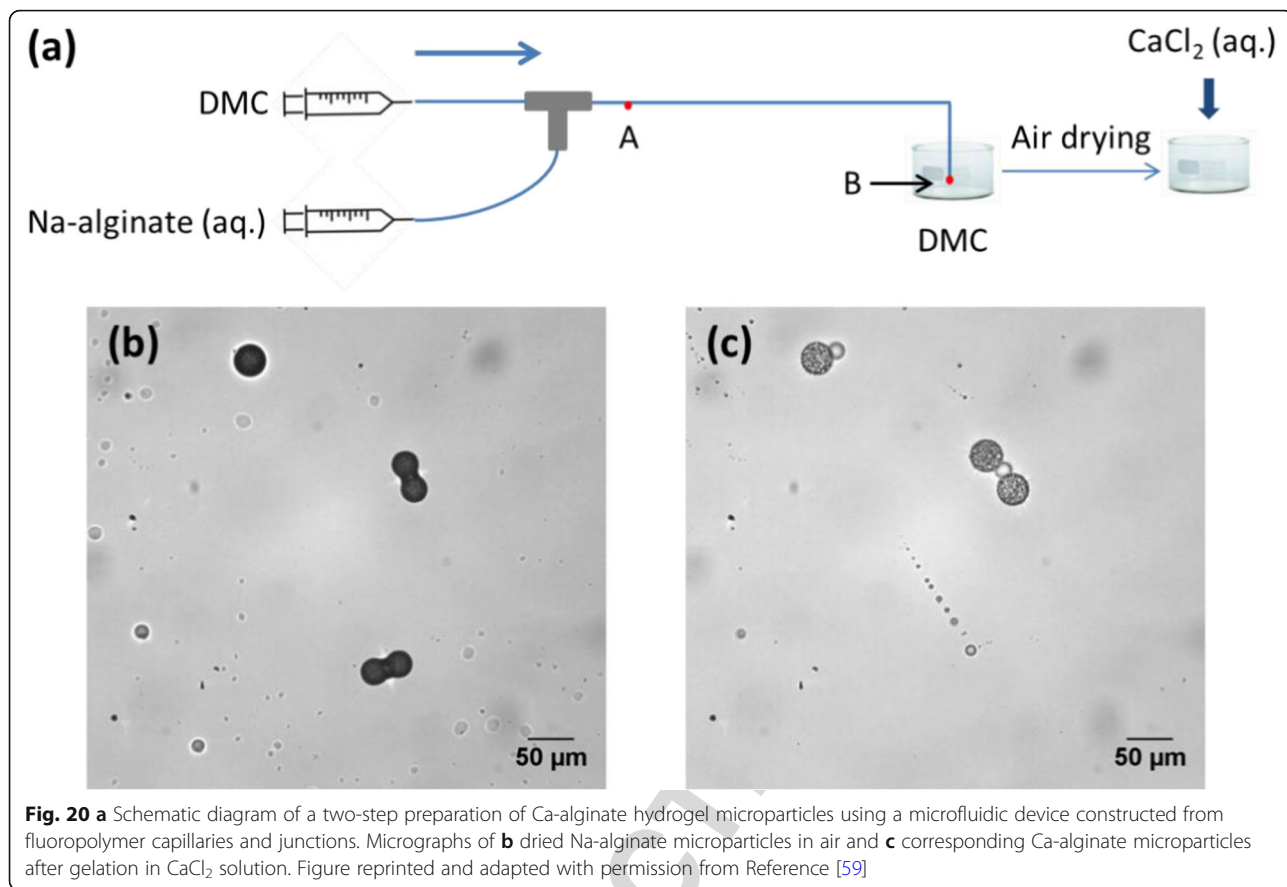 (a)
CaCl₂ (aq.)
DMC
A
Air drying
B
Na-alginate (aq.)
DMC
(b)
(c)
50 µm
50 µm
Fig. 20 a Schematic diagram of a two-step preparation of Ca-alginate hydrogel microparticles using a microfluidic device constructed from
fluoropolymer capillaries and junctions. Micrographs of b dried Na-alginate microparticles in air and c corresponding Ca-alginate microparticles
after gelation in CaCl₂ solution. Figure reprinted and adapted with permission from Reference [59]